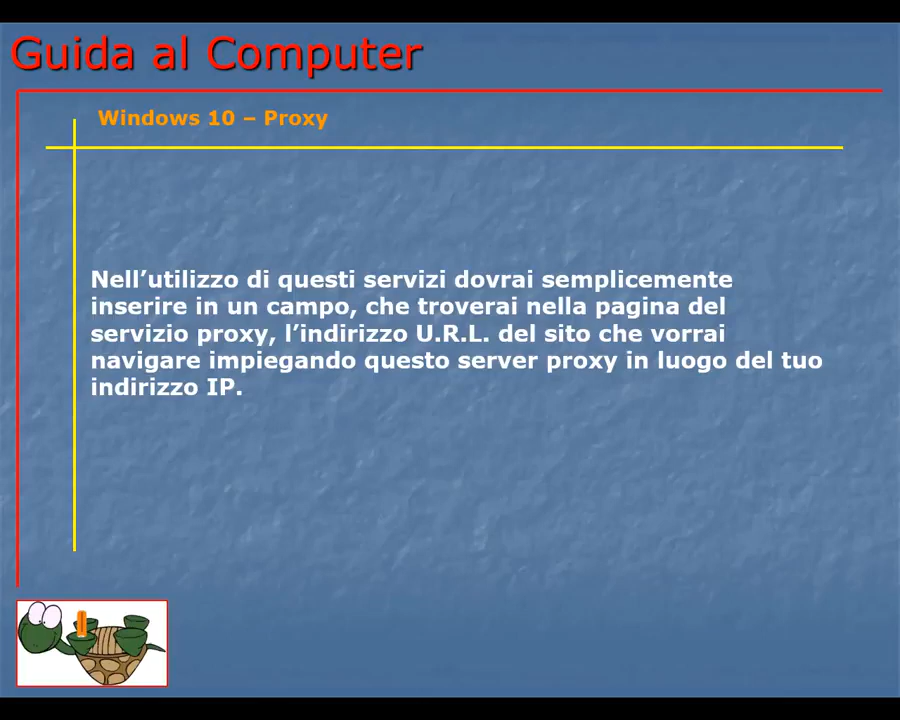 Guida al Computer
Windows 10 – Proxy
Nell’utilizzo di questi servizi dovrai semplicemente
inserire in un campo, che troverai nella pagina del
servizio proxy, l’indirizzo U.R.L. del sito che vorrai
navigare impiegando questo server proxy in luogo del tuo
indirizzo IP.